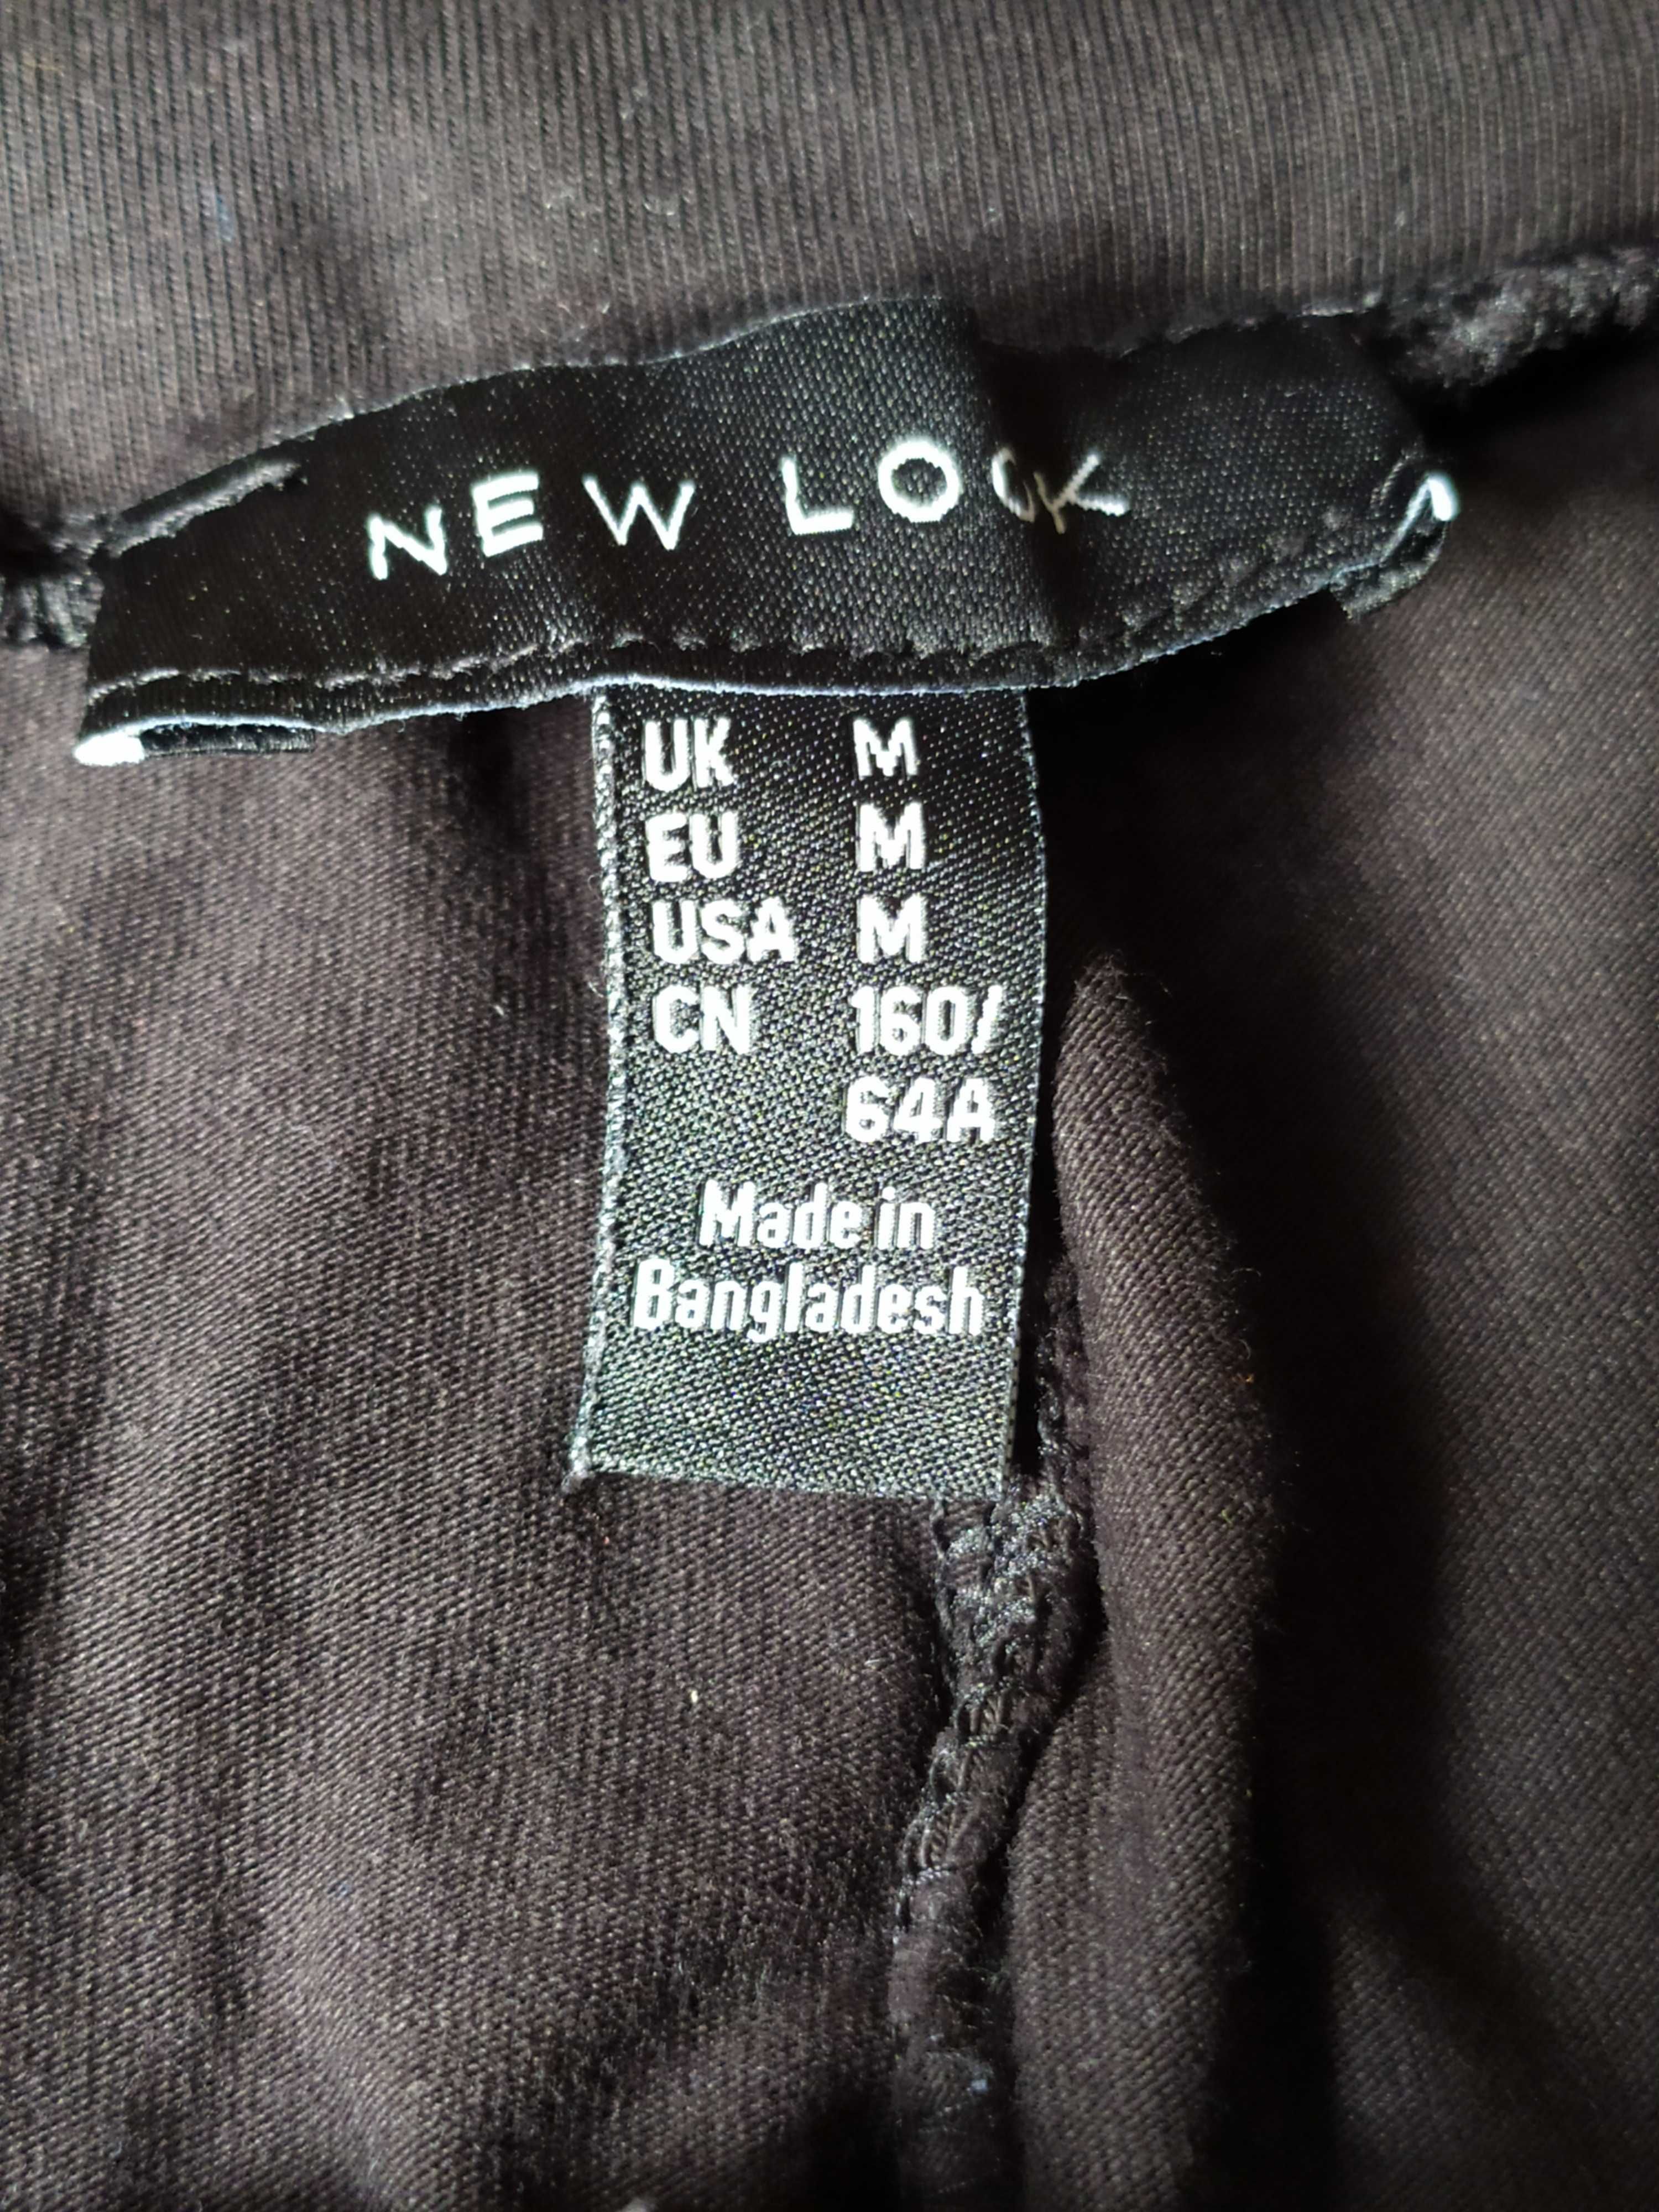 NEW LOOK
UK M
EU M
USA M
CN 160/
64A
Made in
Bangladesh